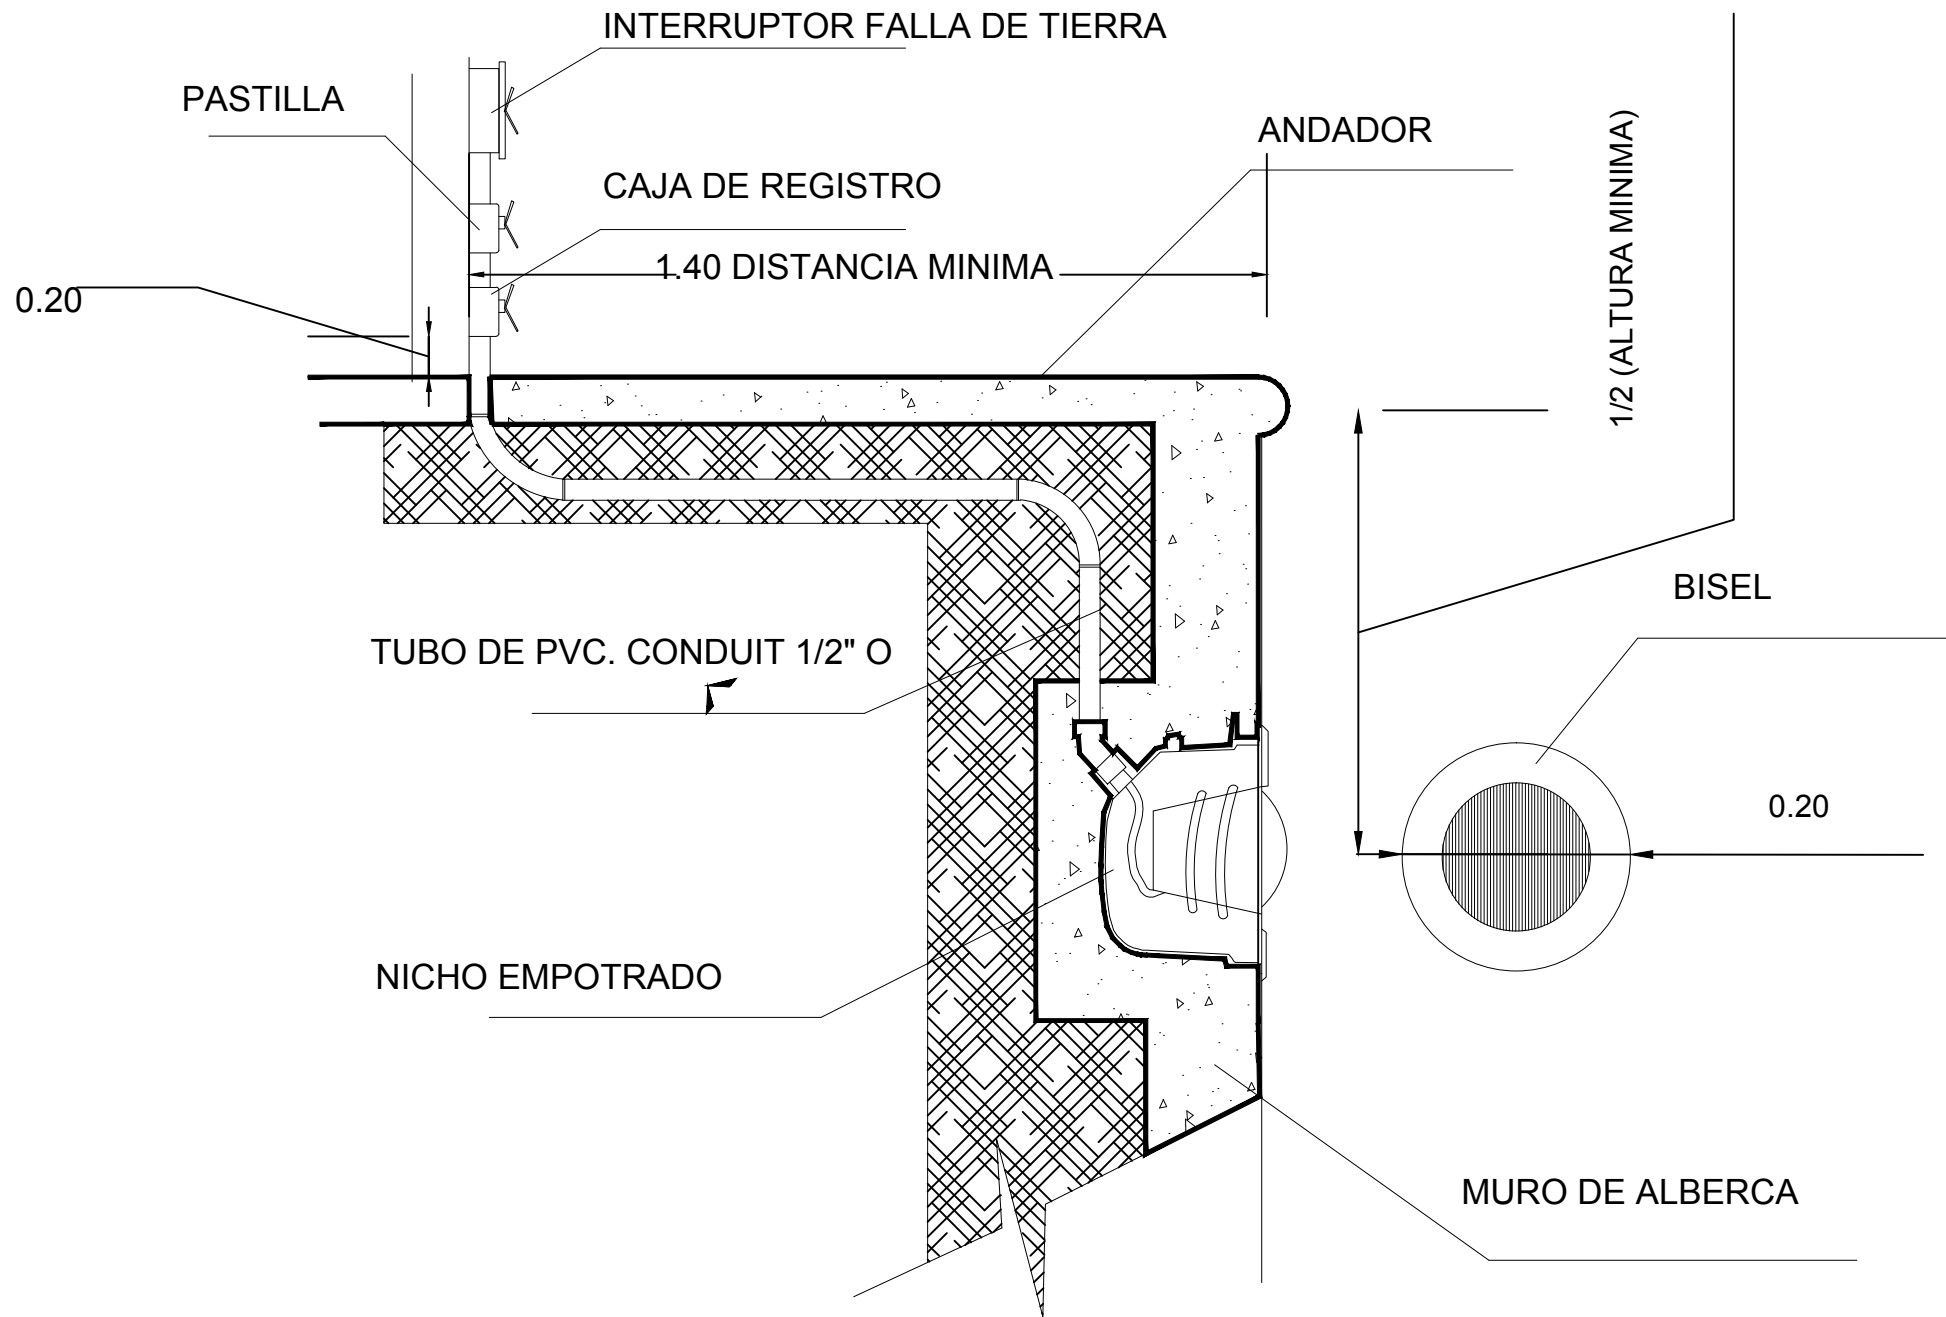 INTERRUPTOR FALLA DE TIERRA
PASTILLA
ANDADOR
1/2 (ALTURA MINIMA)
CAJA DE REGISTRO
1.40 DISTANCIA MINIMA
0.20
BISEL
TUBO DE PVC. CONDUIT 1/2" O
0.20
NICHO EMPOTRADO
MURO DE ALBERCA